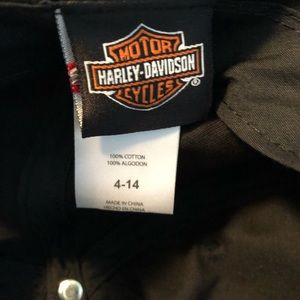 MOTOR
HARLEY-DAVIDSON
CYCLES ®
100% COTTON
100% ALGODON
4-14
MADE IN CHINA
HECHO EN CHINA